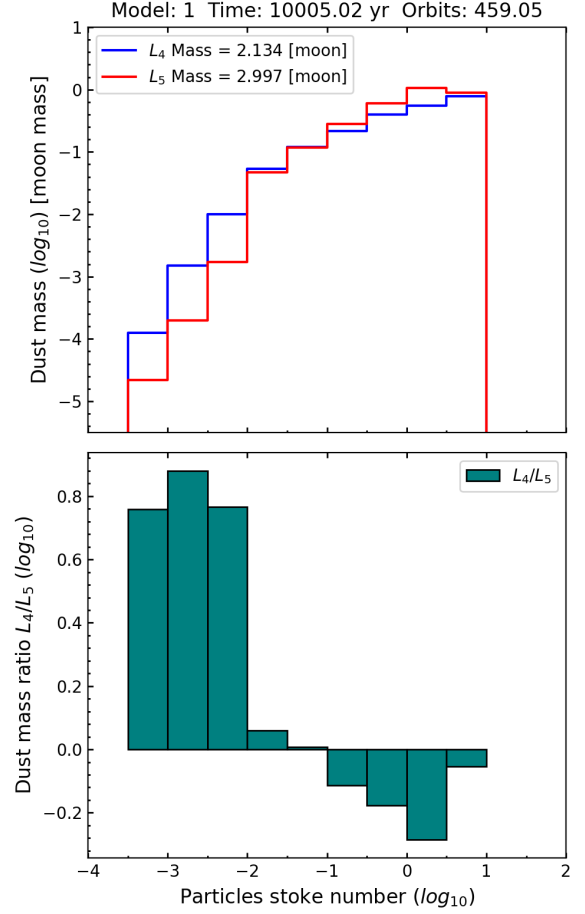 Model: 1  Time: 10005.02 yr  Orbits: 459.05
L₄ Mass = 2.134 [moon]
L₅ Mass = 2.997 [moon]
Dust mass (log₁₀) [moon mass]
1
0
−1
−2
−3
−4
−5
L₄/L₅
Dust mass ratio L₄/L₅ (log₁₀)
0.8
0.6
0.4
0.2
0.0
−0.2
−4 −3 −2 −1 0 1 2
Particles stoke number (log₁₀)